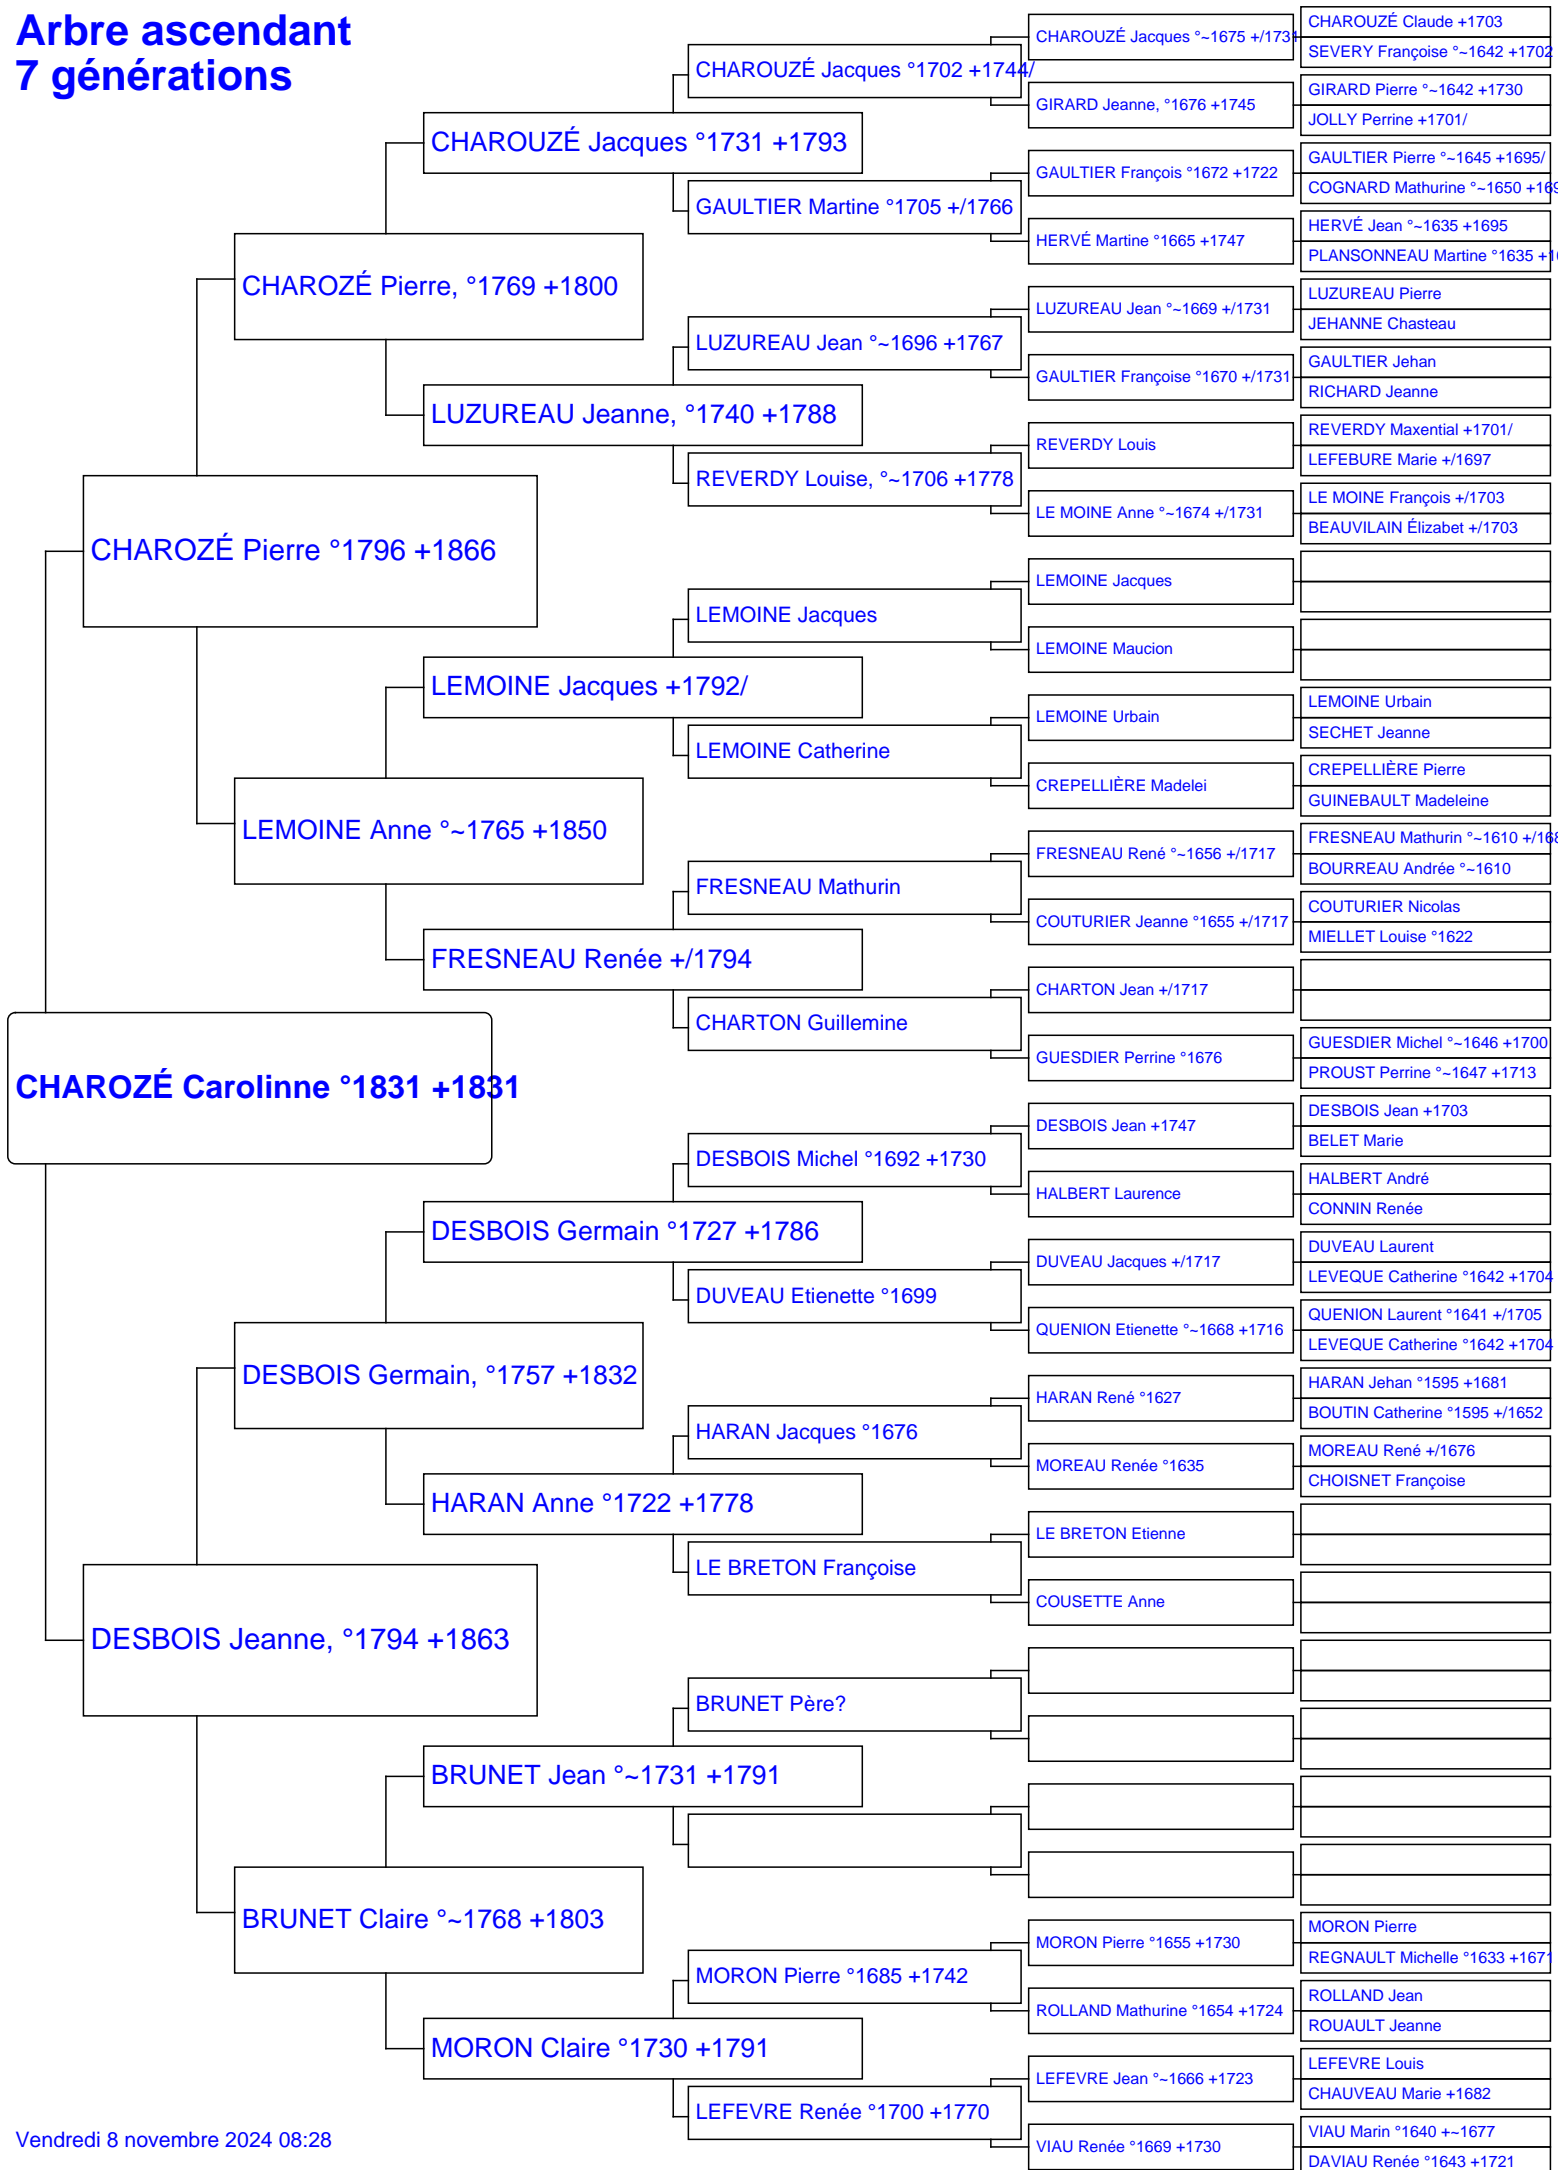 Arbre ascendant
7 générations
CHAROZÉ Carolinne °1831 +1831
CHAROZÉ Pierre °1796 +1866
DESBOIS Jeanne, °1794 +1863
CHAROZÉ Pierre, °1769 +1800
LEMOINE Anne °~1765 +1850
DESBOIS Germain, °1757 +1832
BRUNET Claire °~1768 +1803
CHAROUZÉ Jacques °1731 +1793
LUZUREAU Jeanne, °1740 +1788
LEMOINE Jacques +1792/
FRESNEAU Renée +/1794
DESBOIS Germain °1727 +1786
HARAN Anne °1722 +1778
BRUNET Jean °~1731 +1791
MORON Claire °1730 +1791
CHAROUZÉ Jacques °1702 +1744/
GAULTIER Martine °1705 +/1766
LUZUREAU Jean °~1696 +1767
REVERDY Louise, °~1706 +1778
LEMOINE Jacques
LEMOINE Catherine
FRESNEAU Mathurin
CHARTON Guillemine
DESBOIS Michel °1692 +1730
DUVEAU Etienette °1699
HARAN Jacques °1676
LE BRETON Françoise
BRUNET Père?
MORON Pierre °1685 +1742
LEFEVRE Renée °1700 +1770
CHAROUZÉ Jacques °~1675 +/1731
GIRARD Jeanne, °1676 +1745
GAULTIER François °1672 +1722
HERVÉ Martine °1665 +1747
LUZUREAU Jean °~1669 +/1731
GAULTIER Françoise °1670 +/1731
REVERDY Louis
LE MOINE Anne °~1674 +/1731
LEMOINE Jacques
LEMOINE Maucion
LEMOINE Urbain
CREPELLIÈRE Madelei
FRESNEAU René °~1656 +/1717
COUTURIER Jeanne °1655 +/1717
CHARTON Jean +/1717
GUESDIER Perrine °1676
DESBOIS Jean +1747
HALBERT Laurence
DUVEAU Jacques +/1717
QUENION Etienette °~1668 +1716
HARAN René °1627
MOREAU Renée °1635
LE BRETON Etienne
COUSETTE Anne
MORON Pierre °1655 +1730
ROLLAND Mathurine °1654 +1724
LEFEVRE Jean °~1666 +1723
VIAU Renée °1669 +1730
CHAROUZÉ Claude +1703
SEVERY Françoise °~1642 +1702
GIRARD Pierre °~1642 +1730
JOLLY Perrine +1701/
GAULTIER Pierre °~1645 +1695/
COGNARD Mathurine °~1650
HERVÉ Jean °~1635 +1695
PLANSONNEAU Martine °1635
LUZUREAU Pierre
JEHANNE Chasteau
GAULTIER Jehan
RICHARD Jeanne
REVERDY Maxential +1701/
LEFEBURE Marie +/1697
LE MOINE François +/1703
BEAUVILAIN Élizabet +/1703
LEMOINE Urbain
SECHET Jeanne
CREPELLIÈRE Pierre
GUINEBAULT Madeleine
FRESNEAU Mathurin °~1610
BOURREAU Andrée °~1610
COUTURIER Nicolas
MIELLET Louise °1622
GUESDIER Michel °~1646 +1700
PROUST Perrine °~1647 +1713
DESBOIS Jean +1703
BELET Marie
HALBERT André
CONNIN Renée
DUVEAU Laurent
LEVEQUE Catherine °1642 +1704
QUENION Laurent °1641 +/1705
LEVEQUE Catherine °1642 +1704
HARAN Jehan °1595 +1681
BOUTIN Catherine °1595 +/1652
MOREAU René +/1676
CHOISNET Françoise
MORON Pierre
REGNAULT Michelle °1633 +1671
ROLLAND Jean
ROUAULT Jeanne
LEFEVRE Louis
CHAUVEAU Marie +1682
VIAU Marin °1640 +~1677
DAVIAU Renée °1643 +1721
Vendredi 8 novembre 2024 08:28